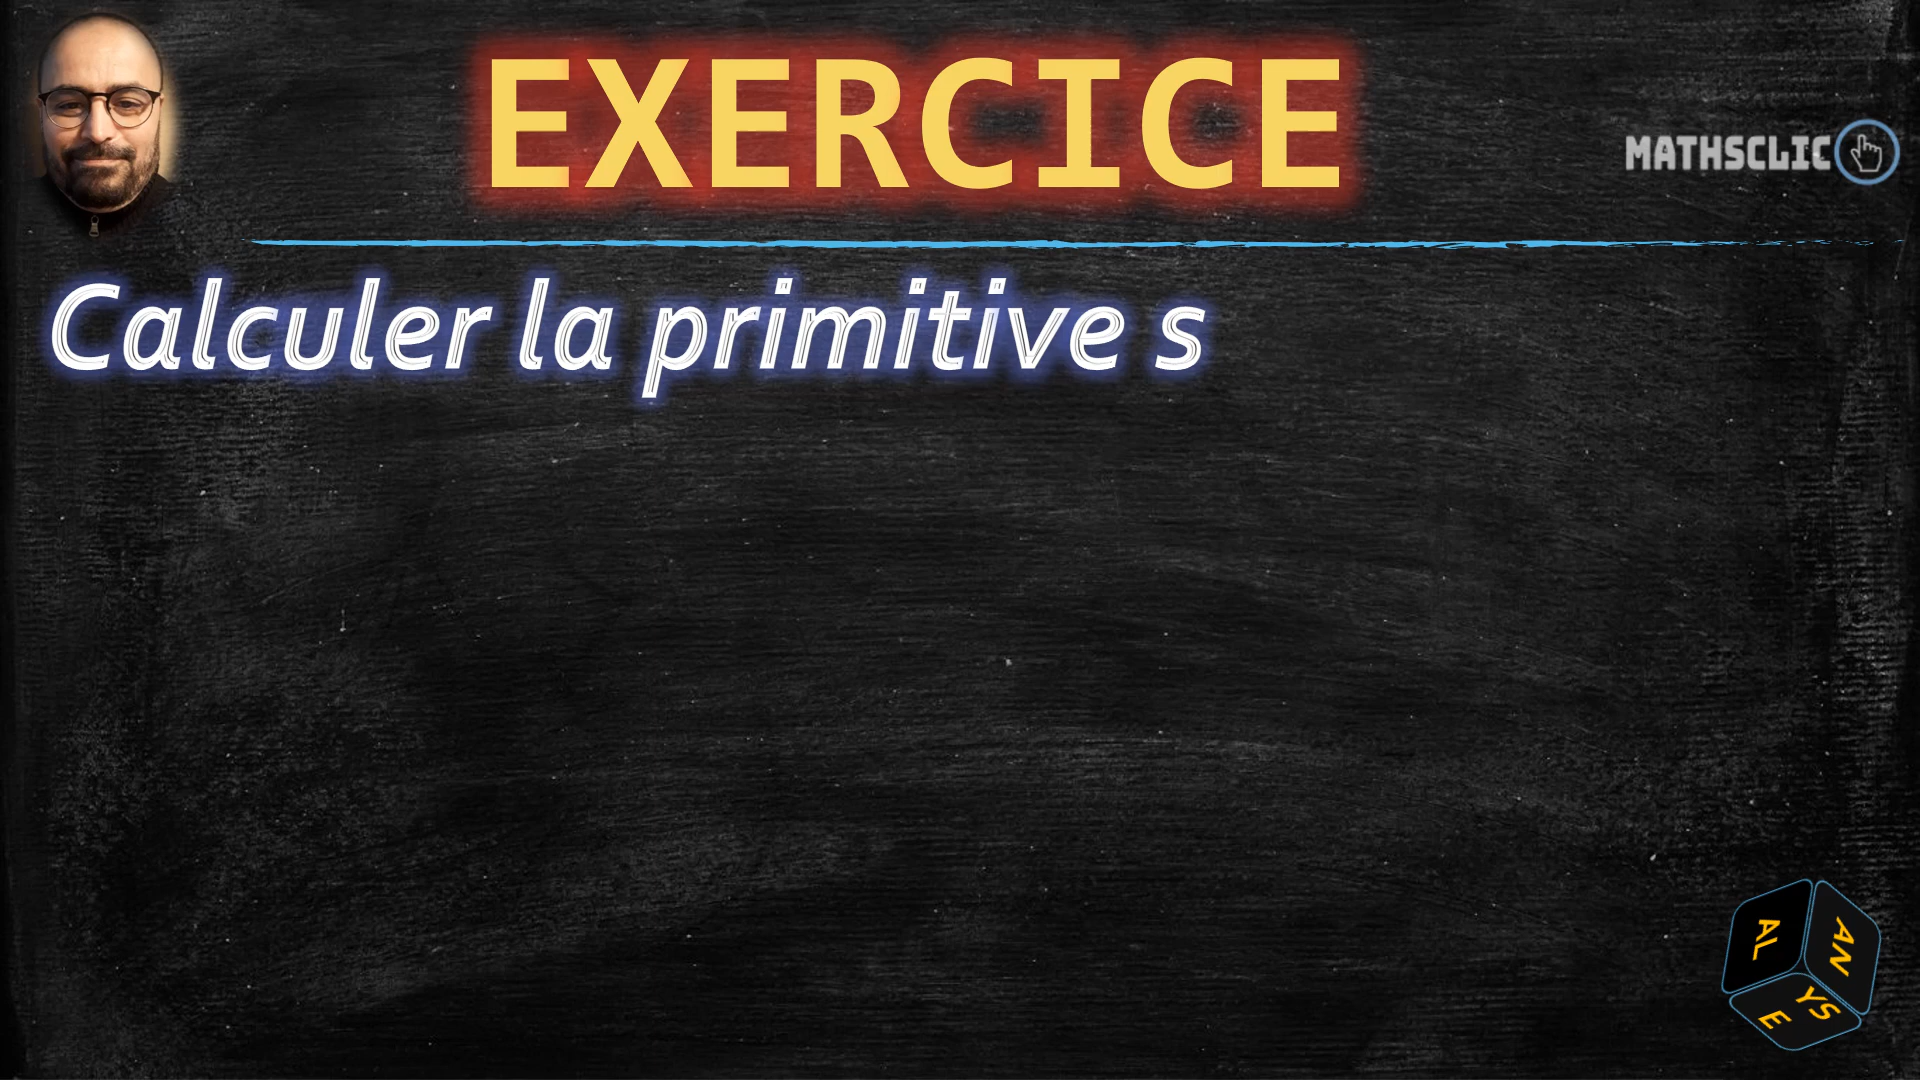 EXERCICE
MATHSCLIC
Calculer la primitive s
AL
AN
YS
E